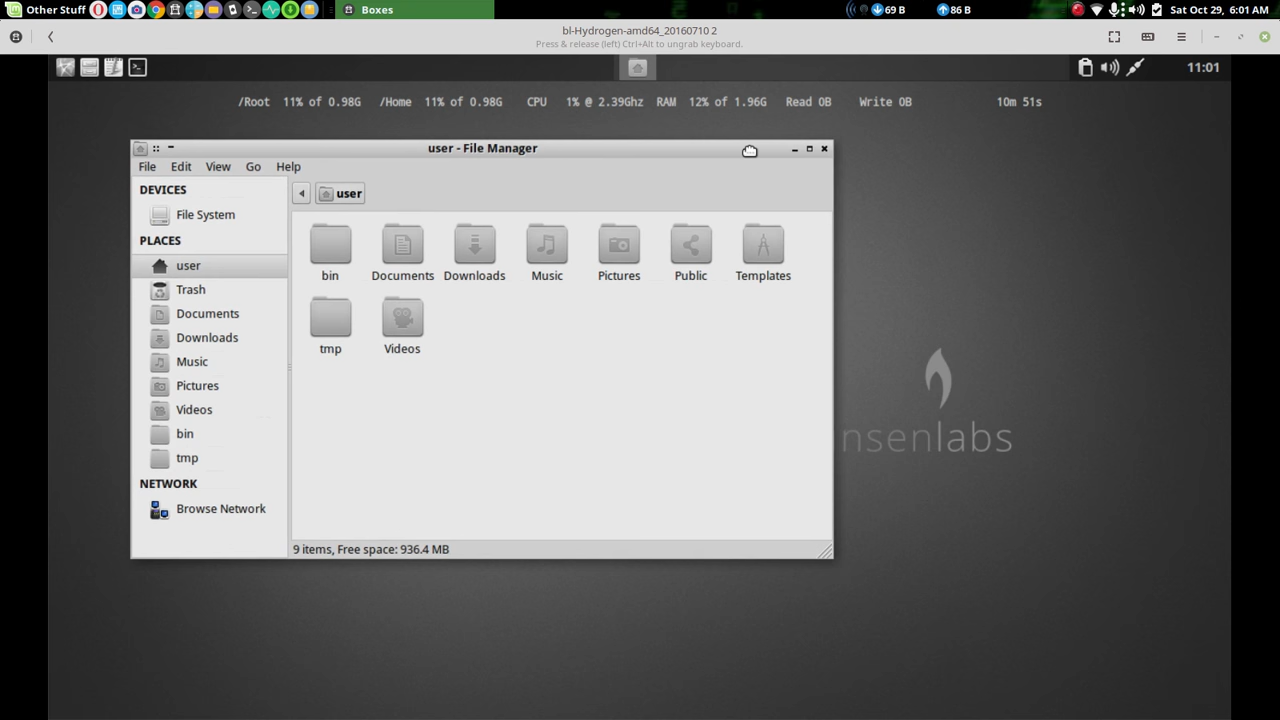 Other Stuff Boxes 69 B 86 B Sat Oct 29, 6:01 AM
bl-Hydrogen-amd64_20160710 2
Press & release (left) Ctrl+Alt to ungrab keyboard.
11:01
/Root 11% of 0.98G /Home 11% of 0.98G CPU 1% @ 2.39Ghz RAM 12% of 1.96G Read 0B Write 0B 10m 51s
user - File Manager
File Edit View Go Help
DEVICES
File System
PLACES
user
Trash
Documents
Downloads
Music
Pictures
Videos
bin
tmp
NETWORK
Browse Network
user
bin Documents Downloads Music Pictures Public Templates
tmp Videos
9 items, Free space: 936.4 MB
nsenlabs